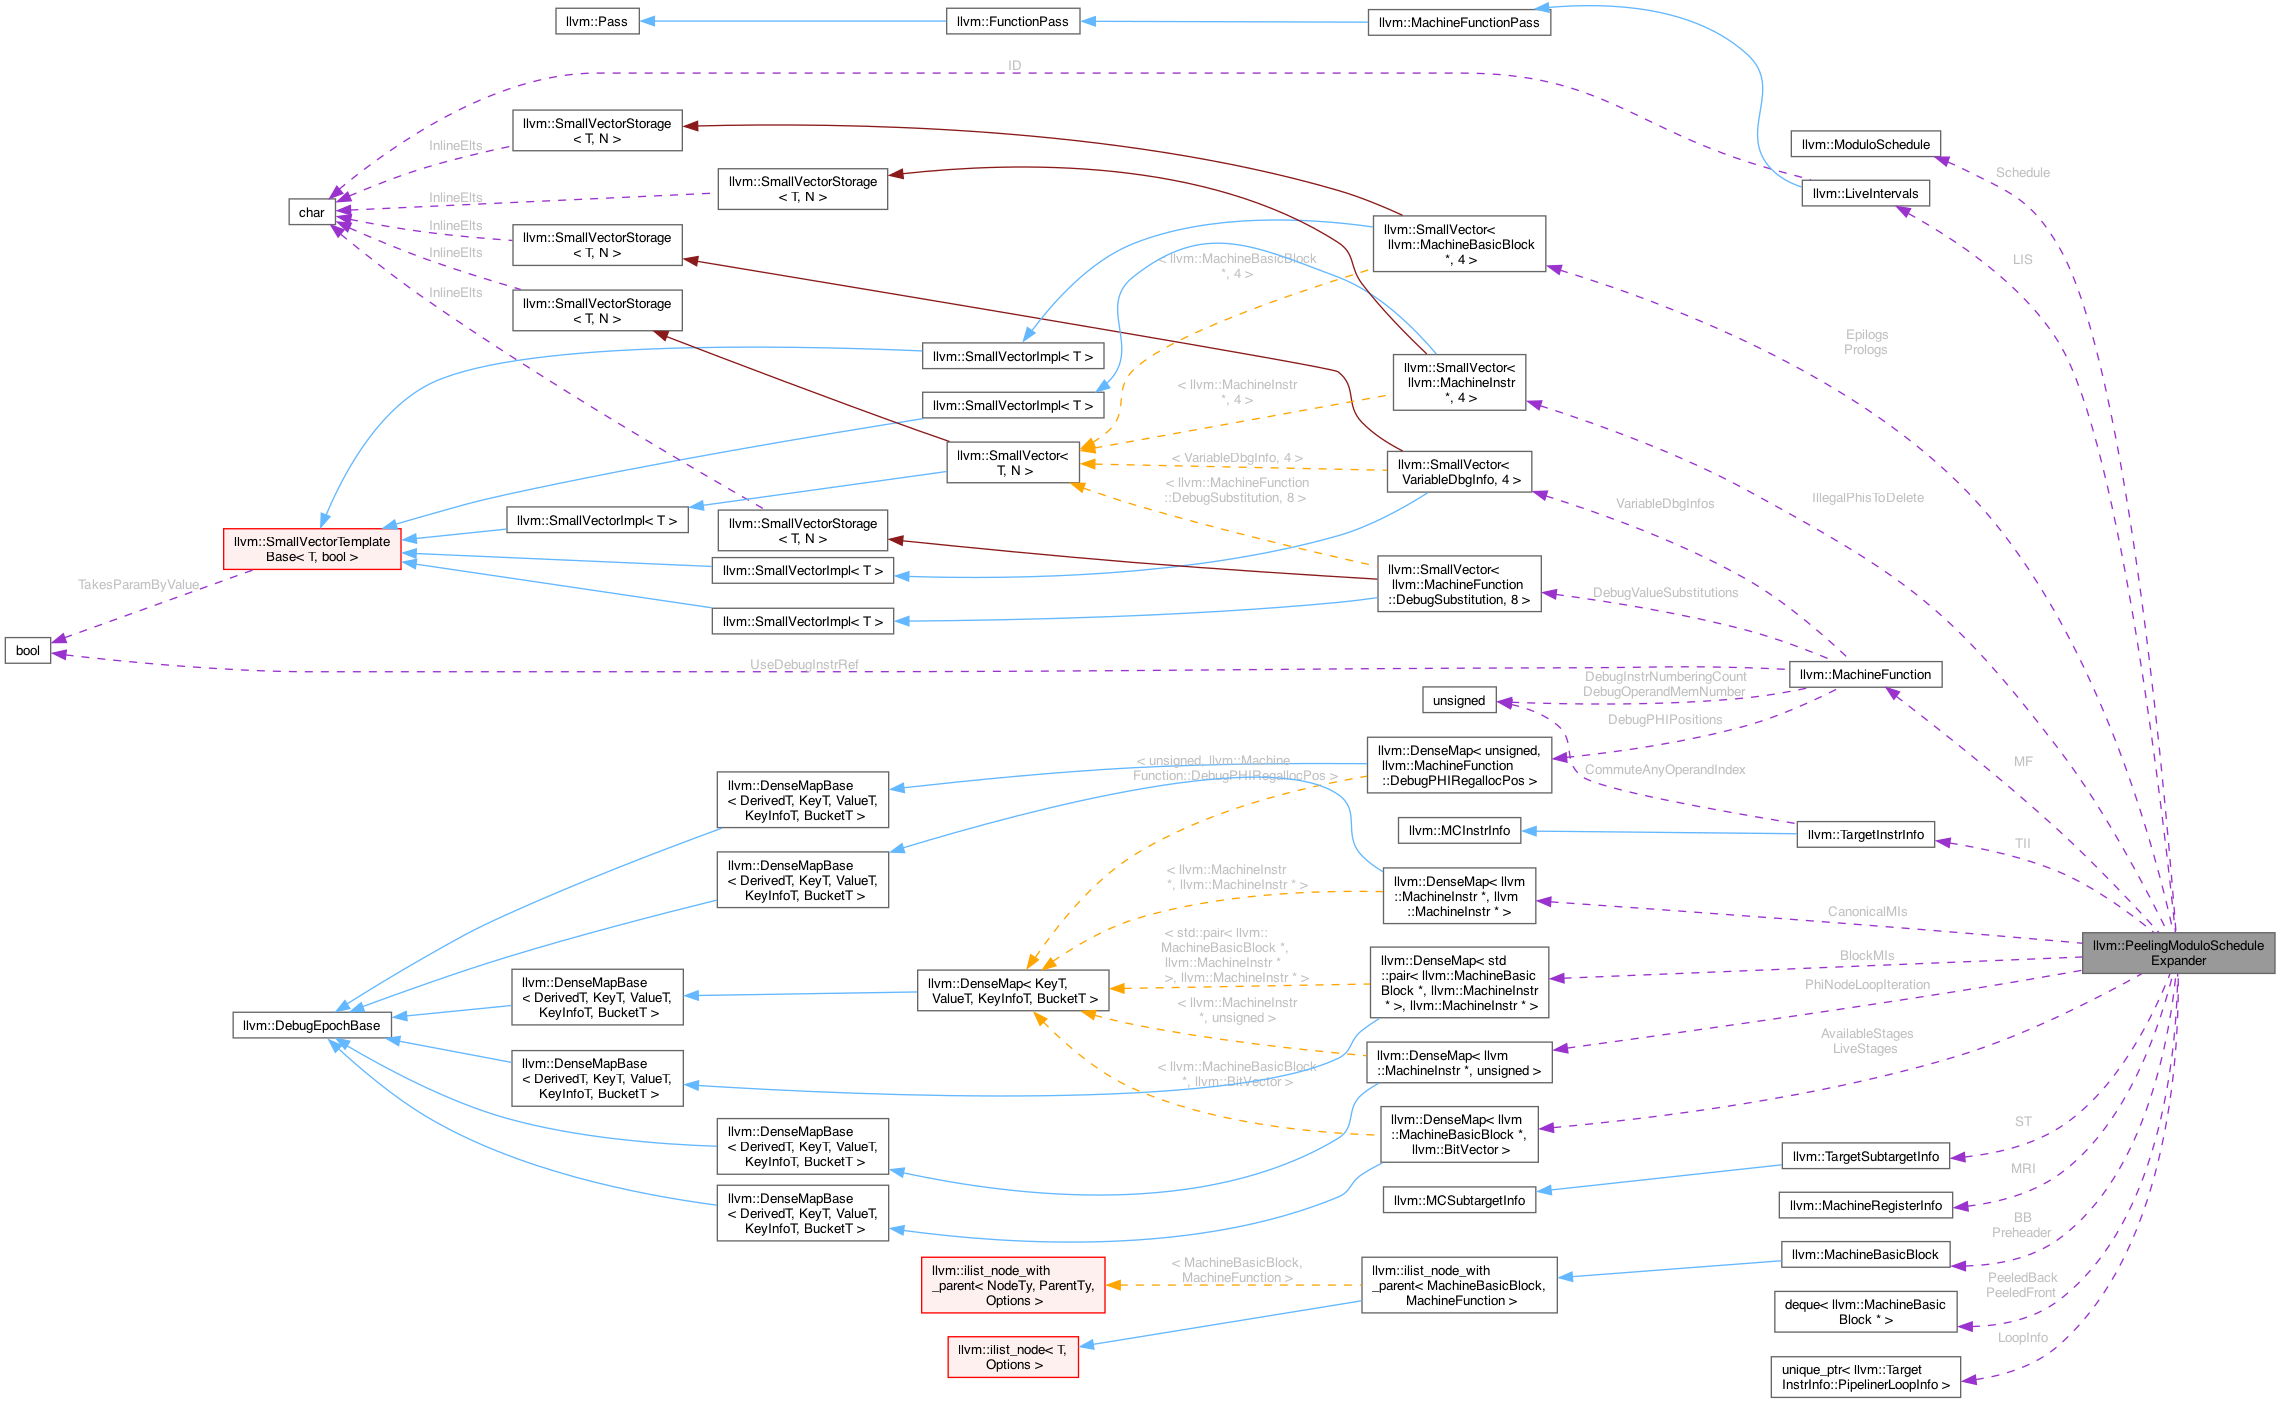 llvm::Pass
llvm::FunctionPass
llvm::MachineFunctionPass
ID
llvm::SmallVectorStorage
< T, N >
InlineElts
llvm::ModuloSchedule
Schedule
llvm::SmallVectorStorage
< T, N >
InlineElts
llvm::LiveIntervals
char
InlineElts
llvm::SmallVectorStorage
< T, N >
InlineElts
llvm::SmallVector<
llvm::MachineBasicBlock
*, 4 >
< llvm::MachineBasicBlock
*, 4 >
LIS
InlineElts
llvm::SmallVectorStorage
< T, N >
llvm::SmallVectorImpl< T >
Epilogs
Prologs
llvm::SmallVector<
llvm::MachineInstr
*, 4 >
< llvm::MachineInstr
*, 4 >
llvm::SmallVectorImpl< T >
llvm::SmallVector<
T, N >
< VariableDbgInfo, 4 >
llvm::SmallVector<
VariableDbgInfo, 4 >
< llvm::MachineFunction
::DebugSubstitution, 8 >
IllegalPhisToDelete
VariableDbgInfos
llvm::SmallVectorImpl< T >
llvm::SmallVectorStorage
< T, N >
llvm::SmallVectorTemplate
Base< T, bool >
llvm::SmallVectorImpl< T >
llvm::SmallVector<
llvm::MachineFunction
::DebugSubstitution, 8 >
TakesParamByValue
DebugValueSubstitutions
llvm::SmallVectorImpl< T >
bool
UseDebugInstrRef
llvm::MachineFunction
DebugInstrNumberingCount
DebugOperandMemNumber
unsigned
DebugPHIPositions
llvm::DenseMap< unsigned,
llvm::MachineFunction
::DebugPHIRegallocPos >
< unsigned, llvm::Machine
Function::DebugPHIRegallocPos >
CommuteAnyOperandIndex
MF
llvm::DenseMapBase
< DerivedT, KeyT, ValueT,
KeyInfoT, BucketT >
llvm::MCInstrInfo
llvm::TargetInstrInfo
TII
llvm::DenseMapBase
< DerivedT, KeyT, ValueT,
KeyInfoT, BucketT >
< llvm::MachineInstr
*, llvm::MachineInstr * >
llvm::DenseMap< llvm
::MachineInstr *, llvm
::MachineInstr * >
CanonicalMIs
< std::pair< llvm::
MachineBasicBlock *,
llvm::MachineInstr *
>, llvm::MachineInstr * >
llvm::PeelingModuloSchedule
Expander
BlockMIs
llvm::DenseMap< std
::pair< llvm::MachineBasic
Block *, llvm::MachineInstr
* >, llvm::MachineInstr * >
llvm::DenseMapBase
< DerivedT, KeyT, ValueT,
KeyInfoT, BucketT >
llvm::DenseMap< KeyT,
ValueT, KeyInfoT, BucketT >
PhiNodeLoopIteration
< llvm::MachineInstr
*, unsigned >
llvm::DebugEpochBase
AvailableStages
LiveStages
llvm::DenseMap< llvm
::MachineInstr *, unsigned >
llvm::DenseMapBase
< DerivedT, KeyT, ValueT,
KeyInfoT, BucketT >
< llvm::MachineBasicBlock
*, llvm::BitVector >
llvm::DenseMap< llvm
::MachineBasicBlock *,
llvm::BitVector >
ST
llvm::DenseMapBase
< DerivedT, KeyT, ValueT,
KeyInfoT, BucketT >
llvm::TargetSubtargetInfo
MRI
llvm::DenseMapBase
< DerivedT, KeyT, ValueT,
KeyInfoT, BucketT >
llvm::MCSubtargetInfo
llvm::MachineRegisterInfo
BB
Preheader
llvm::MachineBasicBlock
llvm::ilist_node_with
_parent< NodeTy, ParentTy,
Options >
< MachineBasicBlock,
MachineFunction >
llvm::ilist_node_with
_parent< MachineBasicBlock,
MachineFunction >
PeeledBack
PeeledFront
deque< llvm::MachineBasic
Block * >
LoopInfo
llvm::ilist_node< T,
Options >
unique_ptr< llvm::Target
InstrInfo::PipelinerLoopInfo >